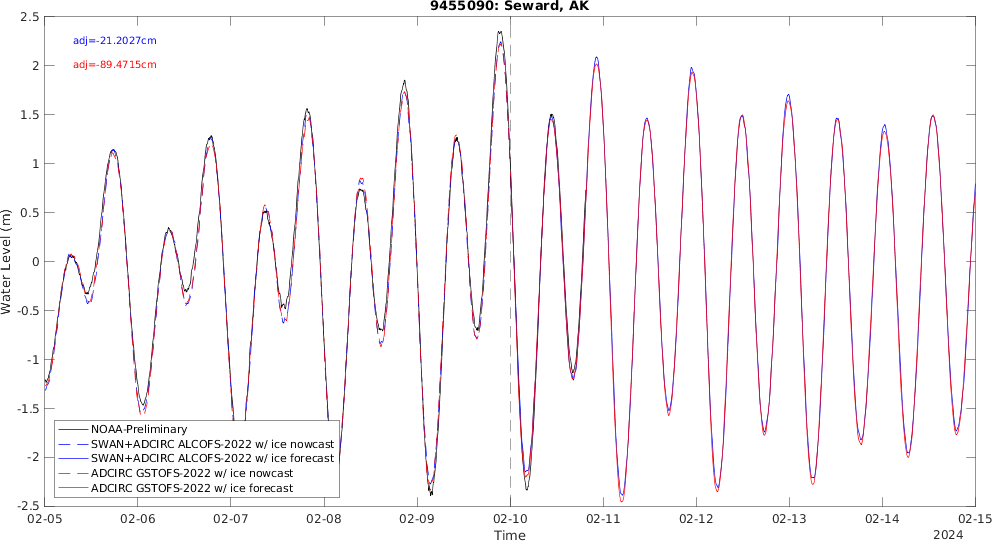 9455090: Seward, AK
adj=-21.2027cm
adj=-89.4715cm
Water Level (m)
2.5
2
1.5
1
0.5
0
-0.5
-1
-1.5
-2
-2.5
NOAA-Preliminary
SWAN+ADCIRC ALCOFS-2022 w/ ice nowcast
SWAN+ADCIRC ALCOFS-2022 w/ ice forecast
ADCIRC GSTOFS-2022 w/ ice nowcast
ADCIRC GSTOFS-2022 w/ ice forecast
02-05 02-06 02-07 02-08 02-09 02-10 02-11 02-12 02-13 02-14 02-15
Time
2024